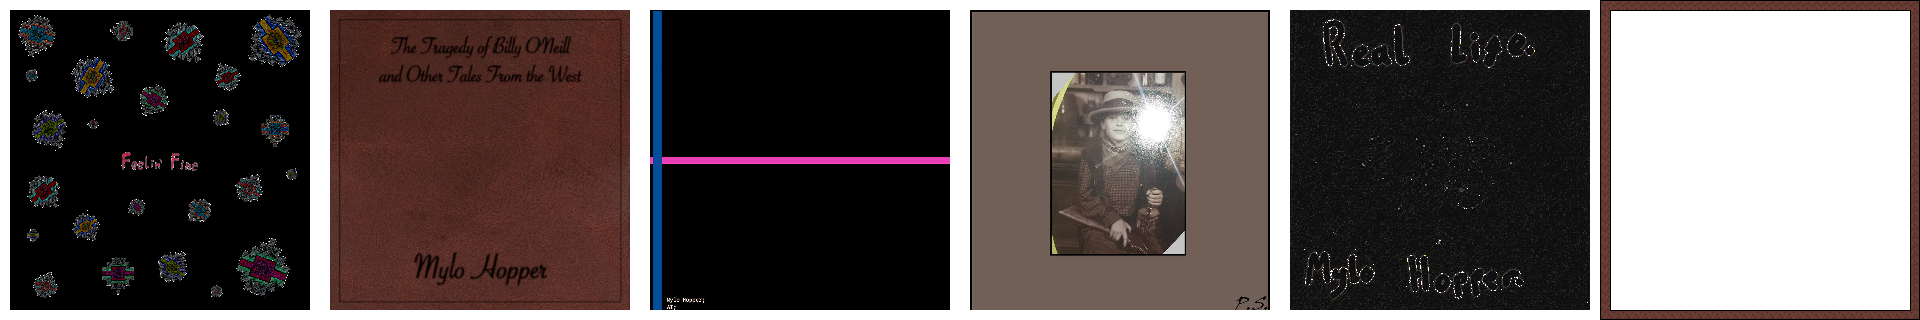 Feelin' Fine
The Tragedy of Billy O'Neill
and Other Tales From the West
Mylo Hopper
Mylo Hopper;
AI;
P.S.
Real Life
Mylo Hopper